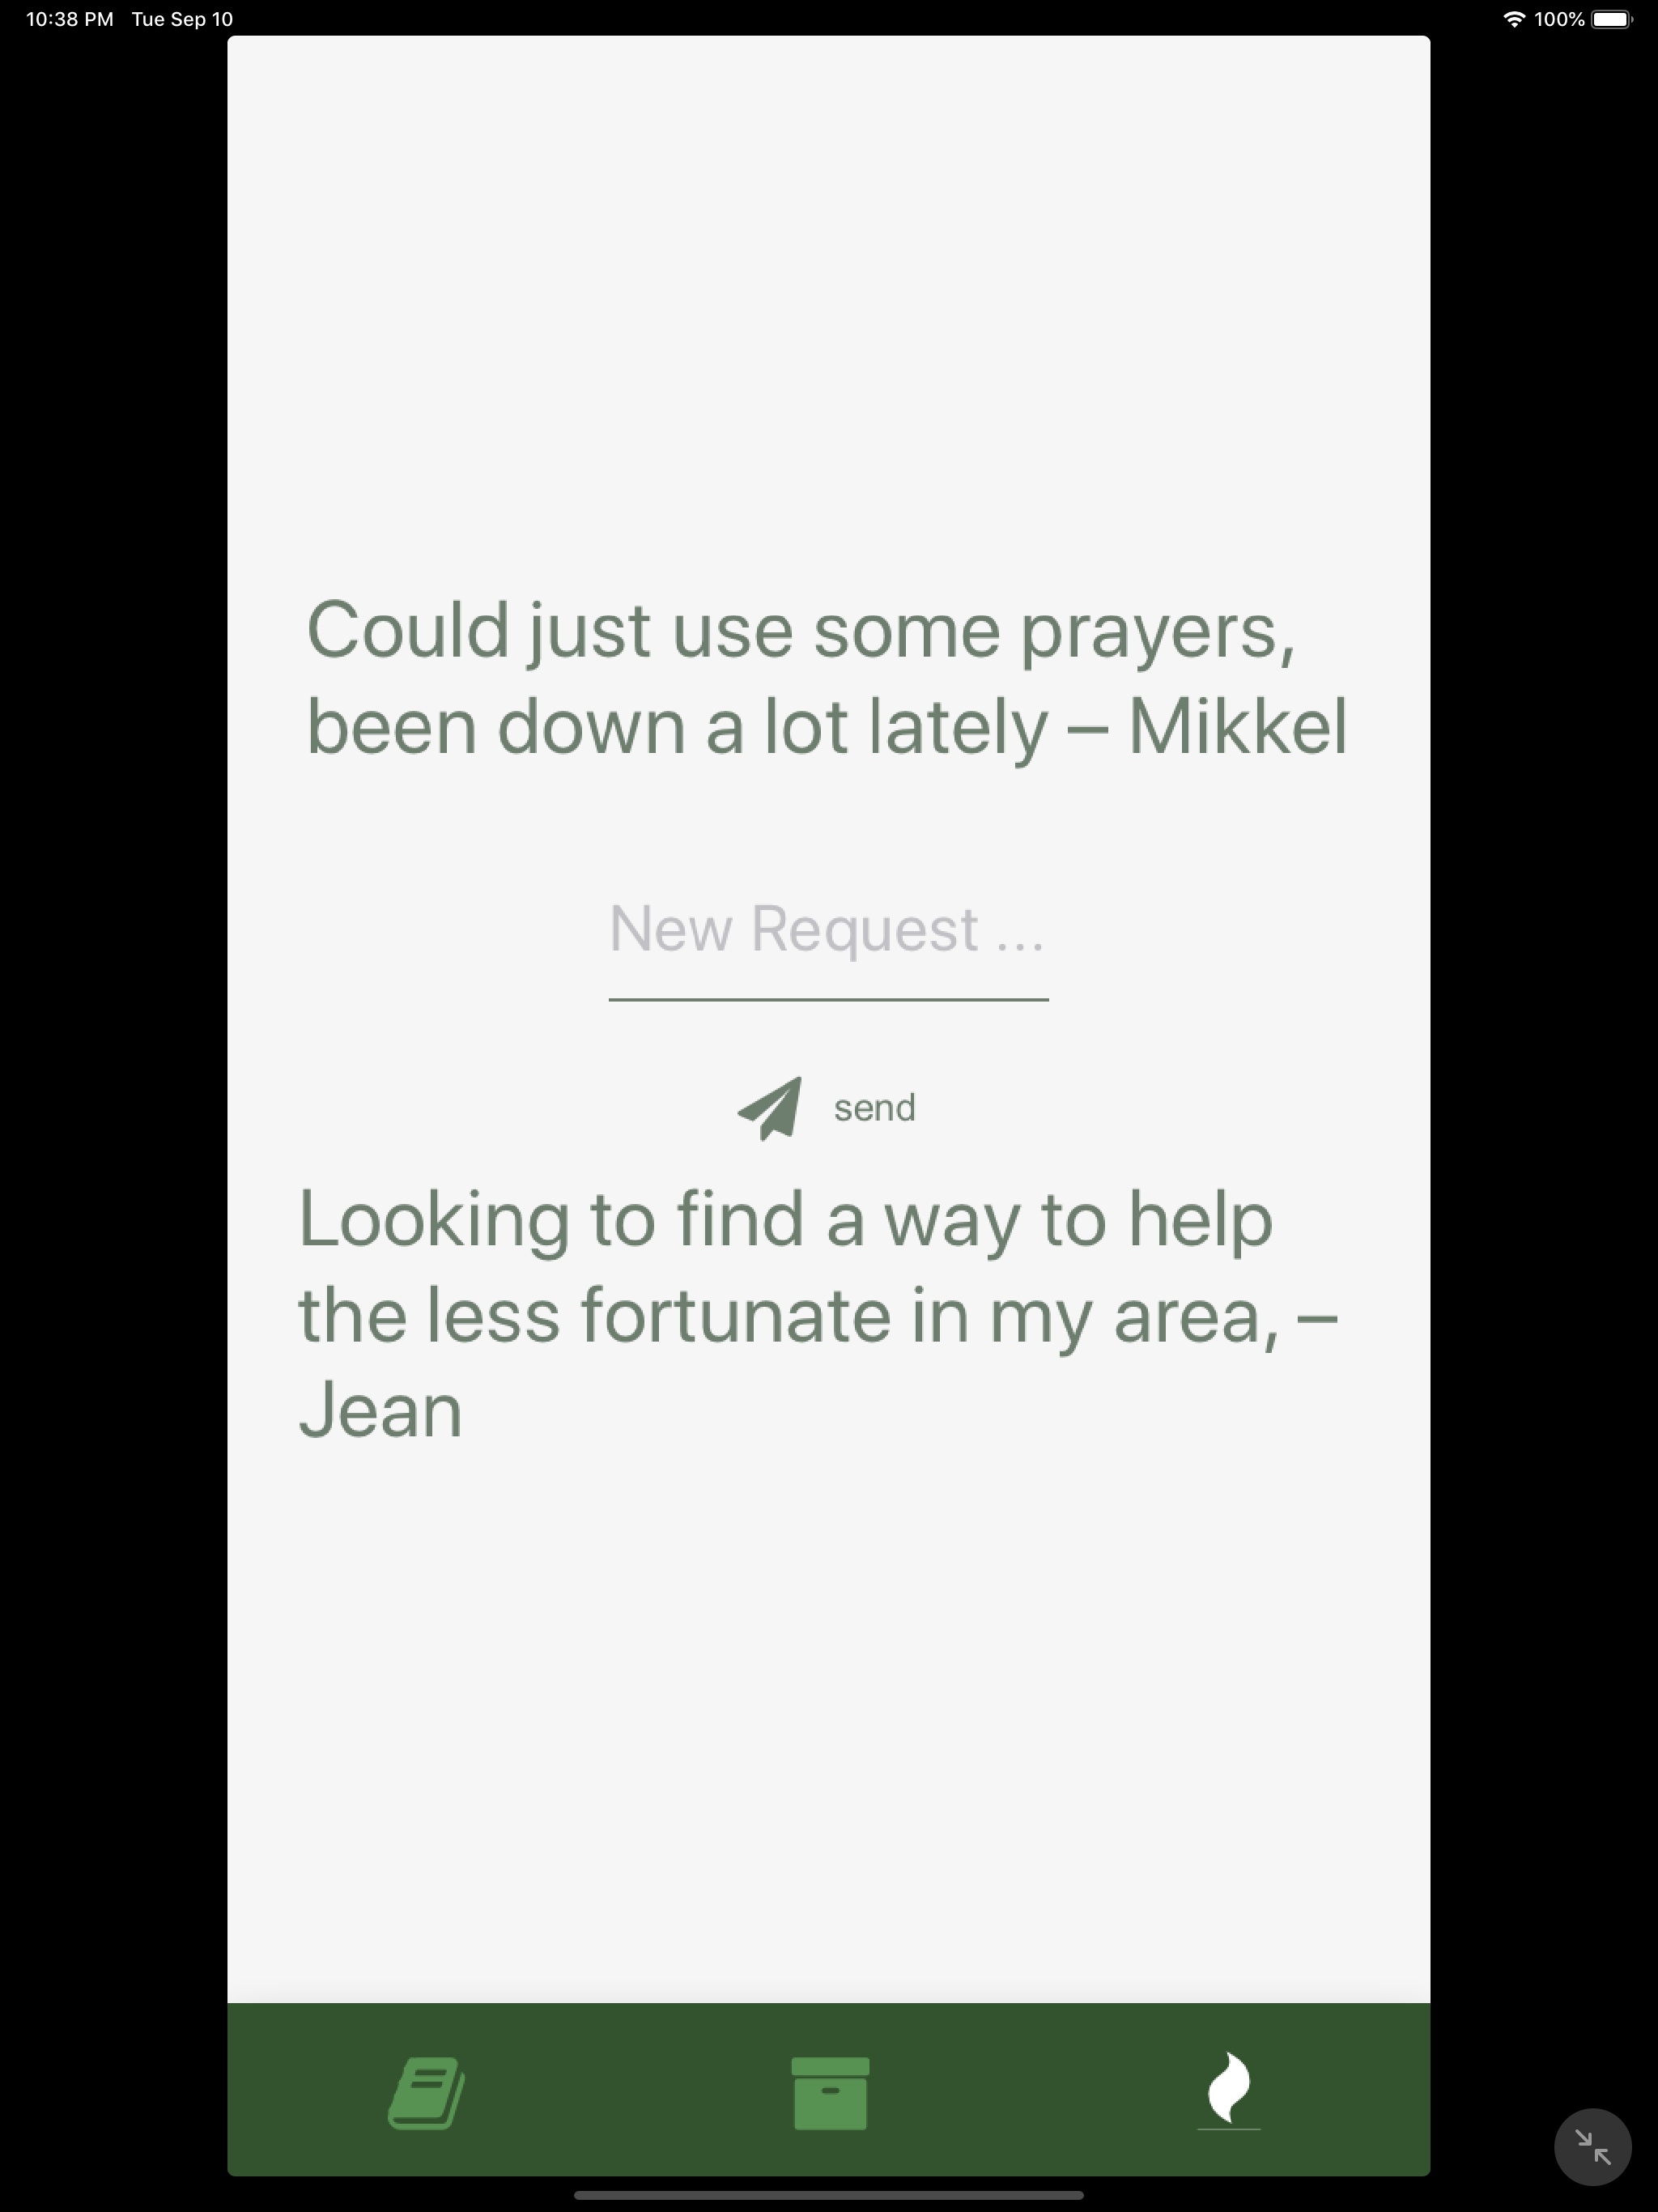 10:38 PM Tue Sep 10 100%
Could just use some prayers,
been down a lot lately – Mikkel
New Request ...
send
Looking to find a way to help
the less fortunate in my area, –
Jean